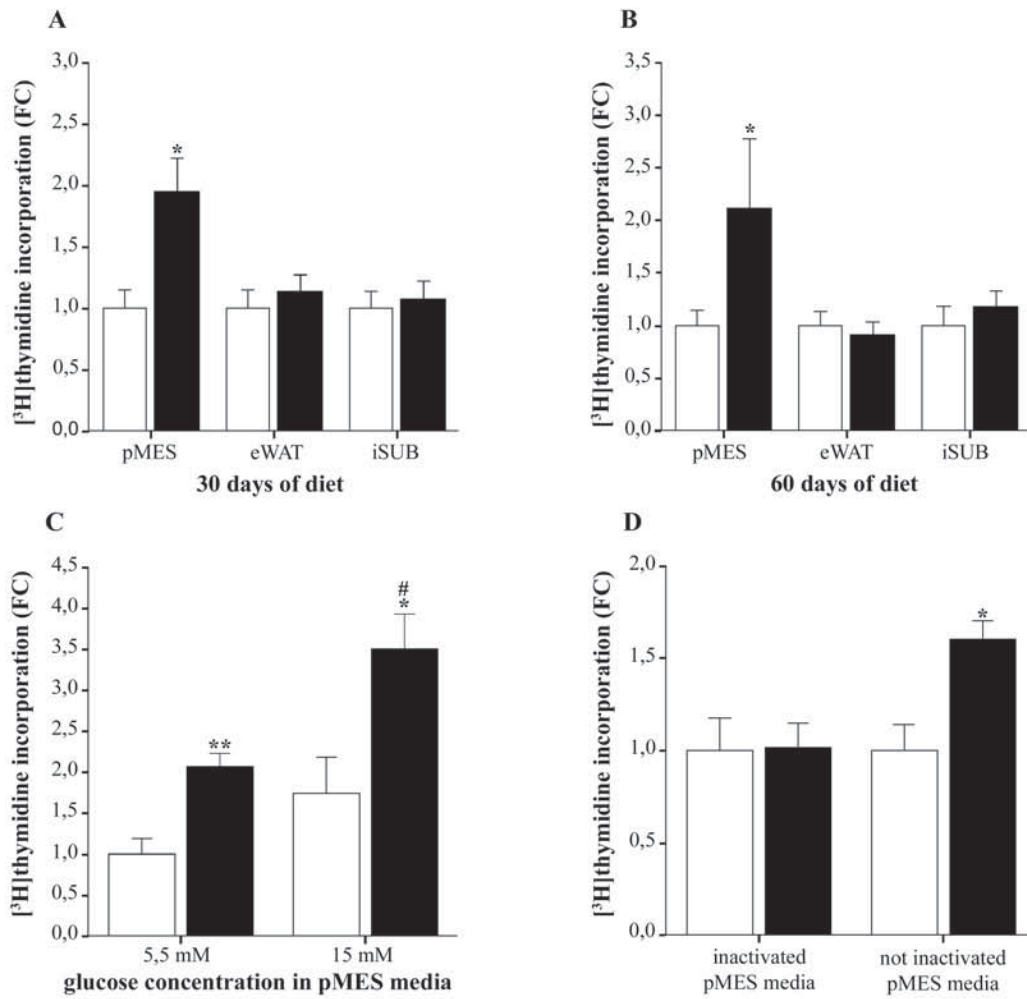 A
[³H]thymidine incorporation (FC)
3,0
2,5
2,0
1,5
1,0
0,5
0,0
*
pMES eWAT iSUB
30 days of diet
B
[³H]thymidine incorporation (FC)
3,5
3,0
2,5
2,0
1,5
1,0
0,5
0,0
*
pMES eWAT iSUB
60 days of diet
C
[³H]thymidine incorporation (FC)
4,5
4,0
3,5
3,0
2,5
2,0
1,5
1,0
0,5
0,0
**
#
*
5,5 mM 15 mM
glucose concentration in pMES media
D
[³H]thymidine incorporation (FC)
2,0
1,5
1,0
0,5
0,0
*
inactivated
pMES media
not inactivated
pMES media